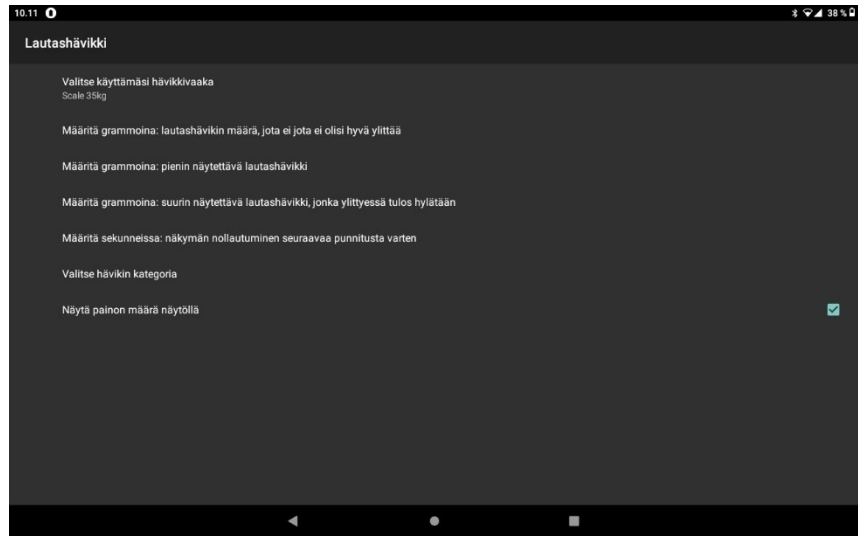 10.11 38 %
Lautashävikki
Valitse käyttämäsi hävikkivaaka
Scale 35kg
Määritä grammoina: lautashävikin määrä, jota ei jota ei olisi hyvä ylittää
Määritä grammoina: pienin näytettävä lautashävikki
Määritä grammoina: suurin näytettävä lautashävikki, jonka ylittyessä tulos hylätään
Määritä sekunneissa: näkymän nollautuminen seuraavaa punnitusta varten
Valitse hävikin kategoria
Näytä painon määrä näytöllä